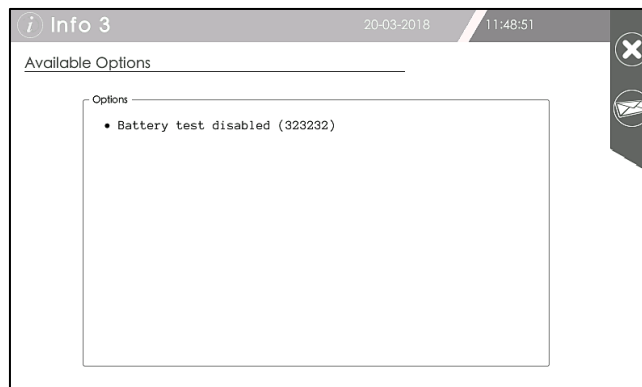 i Info 3 20-03-2018 11:48:51
Available Options
Options
• Battery test disabled (323232)